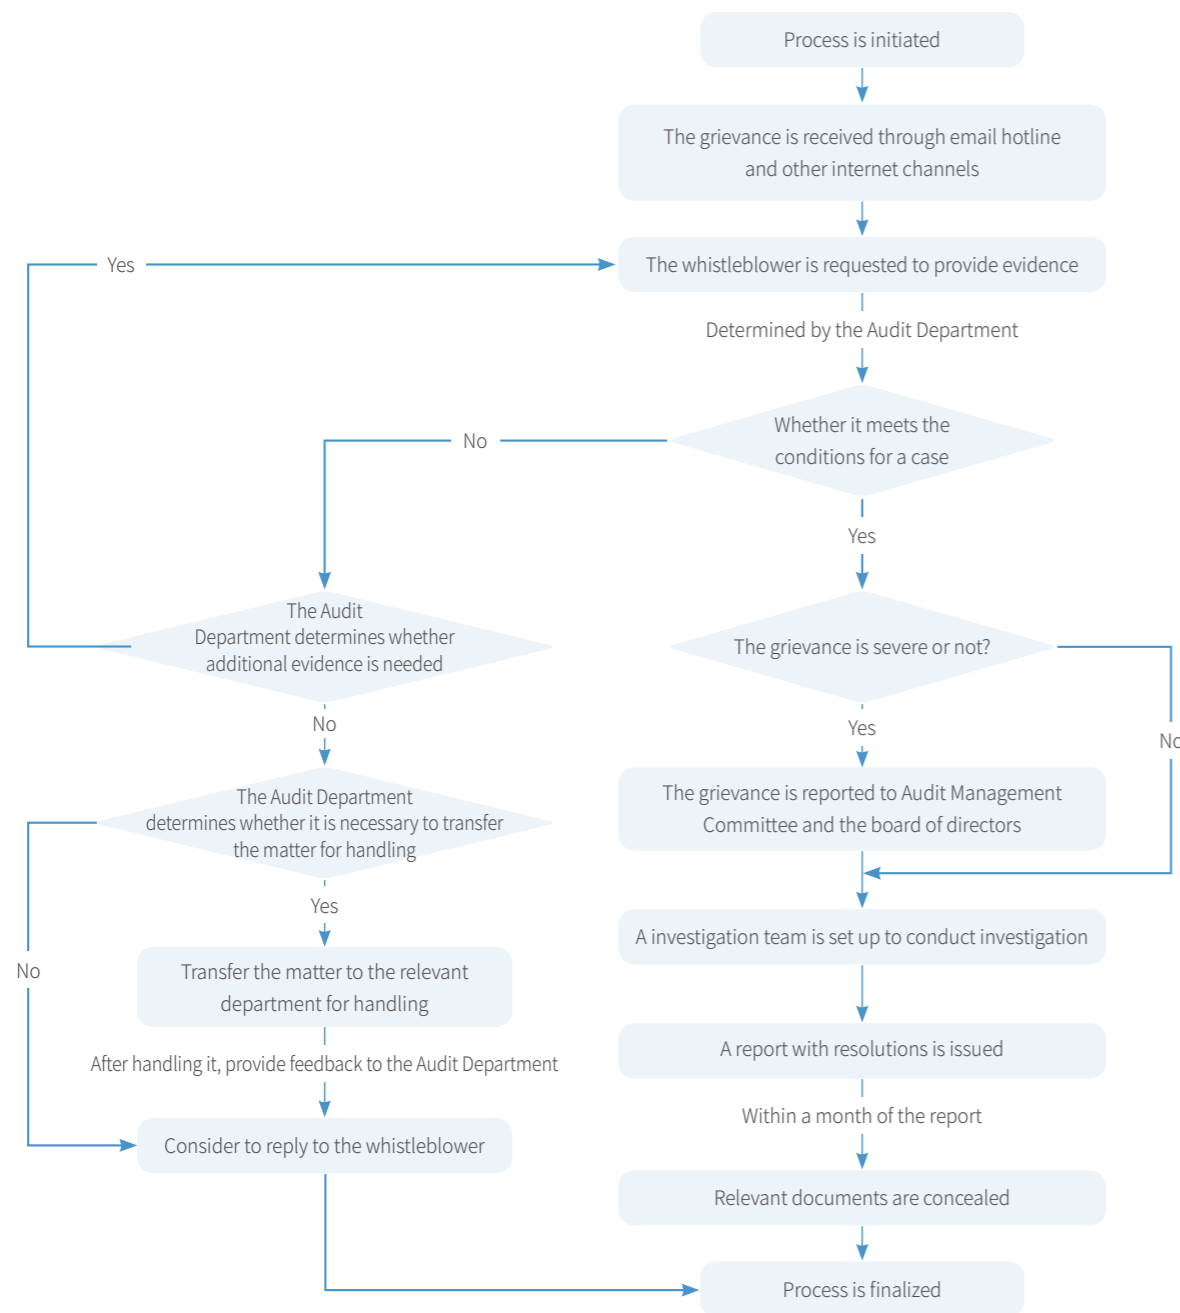 Process is initiated
The grievance is received through email hotline
and other internet channels
Yes
The whistleblower is requested to provide evidence
Determined by the Audit Department
Whether it meets the
conditions for a case
No
Yes
The Audit
Department determines whether
additional evidence is needed
The grievance is severe or not?
No
Yes
No
The Audit Department
determines whether it is necessary to transfer
the matter for handling
The grievance is reported to Audit Management
Committee and the board of directors
Yes
A investigation team is set up to conduct investigation
No
Transfer the matter to the relevant
department for handling
A report with resolutions is issued
After handling it, provide feedback to the Audit Department
Within a month of the report
Consider to reply to the whistleblower
Relevant documents are concealed
Process is finalized